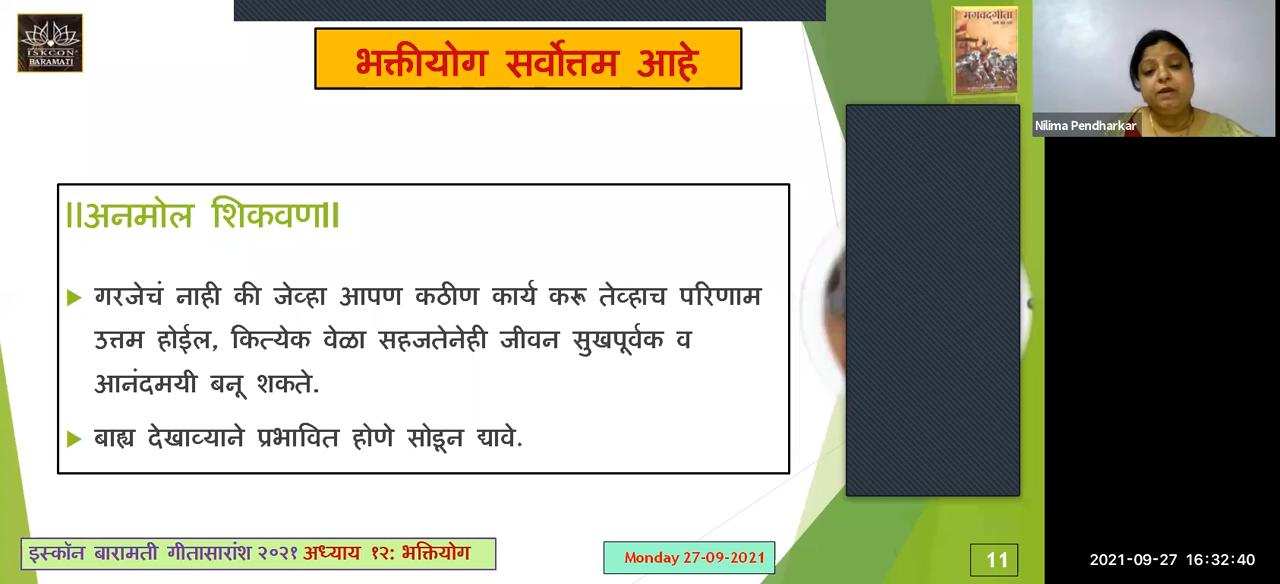 ISKCON
BARAMATI
भक्तीयोग सर्वोत्तम आहे
भगवद्‌गीता
Nilima Pendharkar
||अनमोल शिकवण||
गरजेचं नाही की जेव्हा आपण कठीण कार्य करू तेव्हाच परिणाम
उत्तम होईल, कित्येक वेळा सहजतेनेही जीवन सुखपूर्वक व
आनंदमयी बनू शकते.
बाह्य देखाव्याने प्रभावित होणे सोडून द्यावे.
इस्कॉन बारामती गीतासारांश २०२१ अध्याय १२: भक्तियोग
Monday 27-09-2021
11
2021-09-27 16:32:40